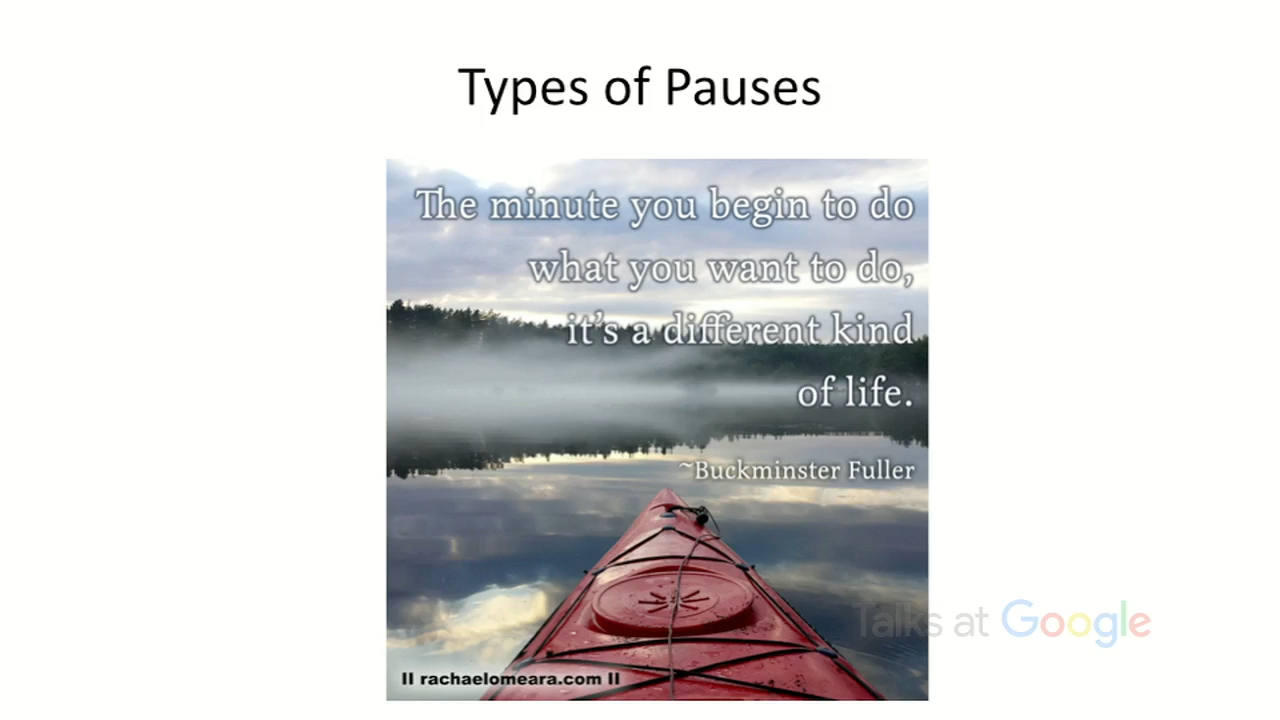 Types of Pauses
The minute you begin to do
what you want to do,
it's a different kind
of life.
~Buckminster Fuller
Talks at Google
II rachaelomeara.com II